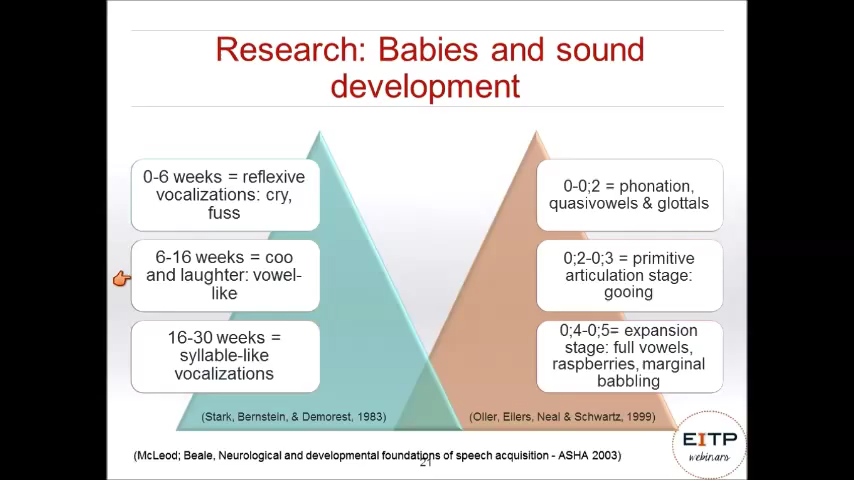 Research: Babies and sound
development
0-6 weeks = reflexive
vocalizations: cry,
fuss
6-16 weeks = coo
and laughter: vowel-
like
16-30 weeks =
syllable-like
vocalizations
(Stark, Bernstein, & Demorest, 1983)
0-0;2 = phonation,
quasivowels & glottals
0;2-0;3 = primitive
articulation stage:
gooing
0;4-0;5= expansion
stage: full vowels,
raspberries, marginal
babbling
(Oller, Eilers, Neal & Schwartz, 1999)
(McLeod; Beale, Neurological and developmental foundations of speech acquisition - ASHA 2003)
21
EITP
webinars